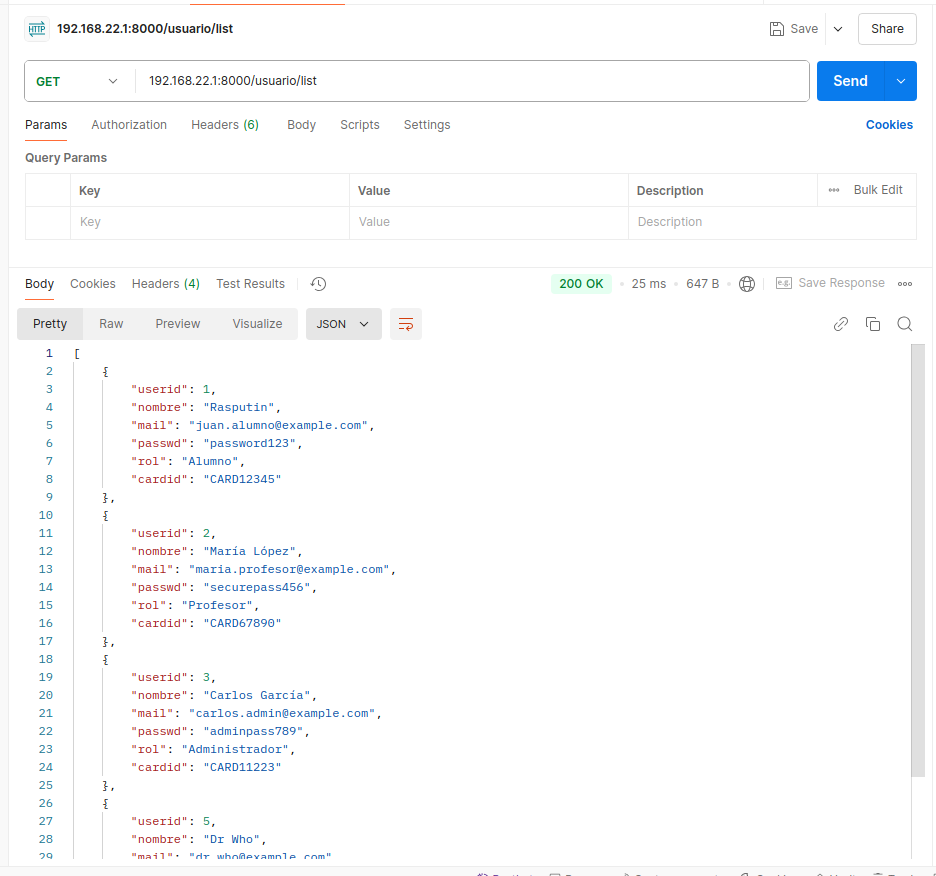 HTTP 192.168.22.1:8000/usuario/list Save Share
GET 192.168.22.1:8000/usuario/list Send
Params Authorization Headers (6) Body Scripts Settings Cookies
Query Params
Key Value Description Bulk Edit
Key Value Description
Body Cookies Headers (4) Test Results 200 OK 25 ms 647 B e.g. Save Response
Pretty Raw Preview Visualize JSON
1 [
2 {
3 "userid": 1,
4 "nombre": "Rasputin",
5 "mail": "juan.alumno@example.com",
6 "passwd": "password123",
7 "rol": "Alumno",
8 "cardid": "CARD12345"
9 },
10 {
11 "userid": 2,
12 "nombre": "María López",
13 "mail": "maria.profesor@example.com",
14 "passwd": "securepass456",
15 "rol": "Profesor",
16 "cardid": "CARD67890"
17 },
18 {
19 "userid": 3,
20 "nombre": "Carlos García",
21 "mail": "carlos.admin@example.com",
22 "passwd": "adminpass789",
23 "rol": "Administrador",
24 "cardid": "CARD11223"
25 },
26 {
27 "userid": 5,
28 "nombre": "Dr Who",
29 "mail": "dr.who@example.com"